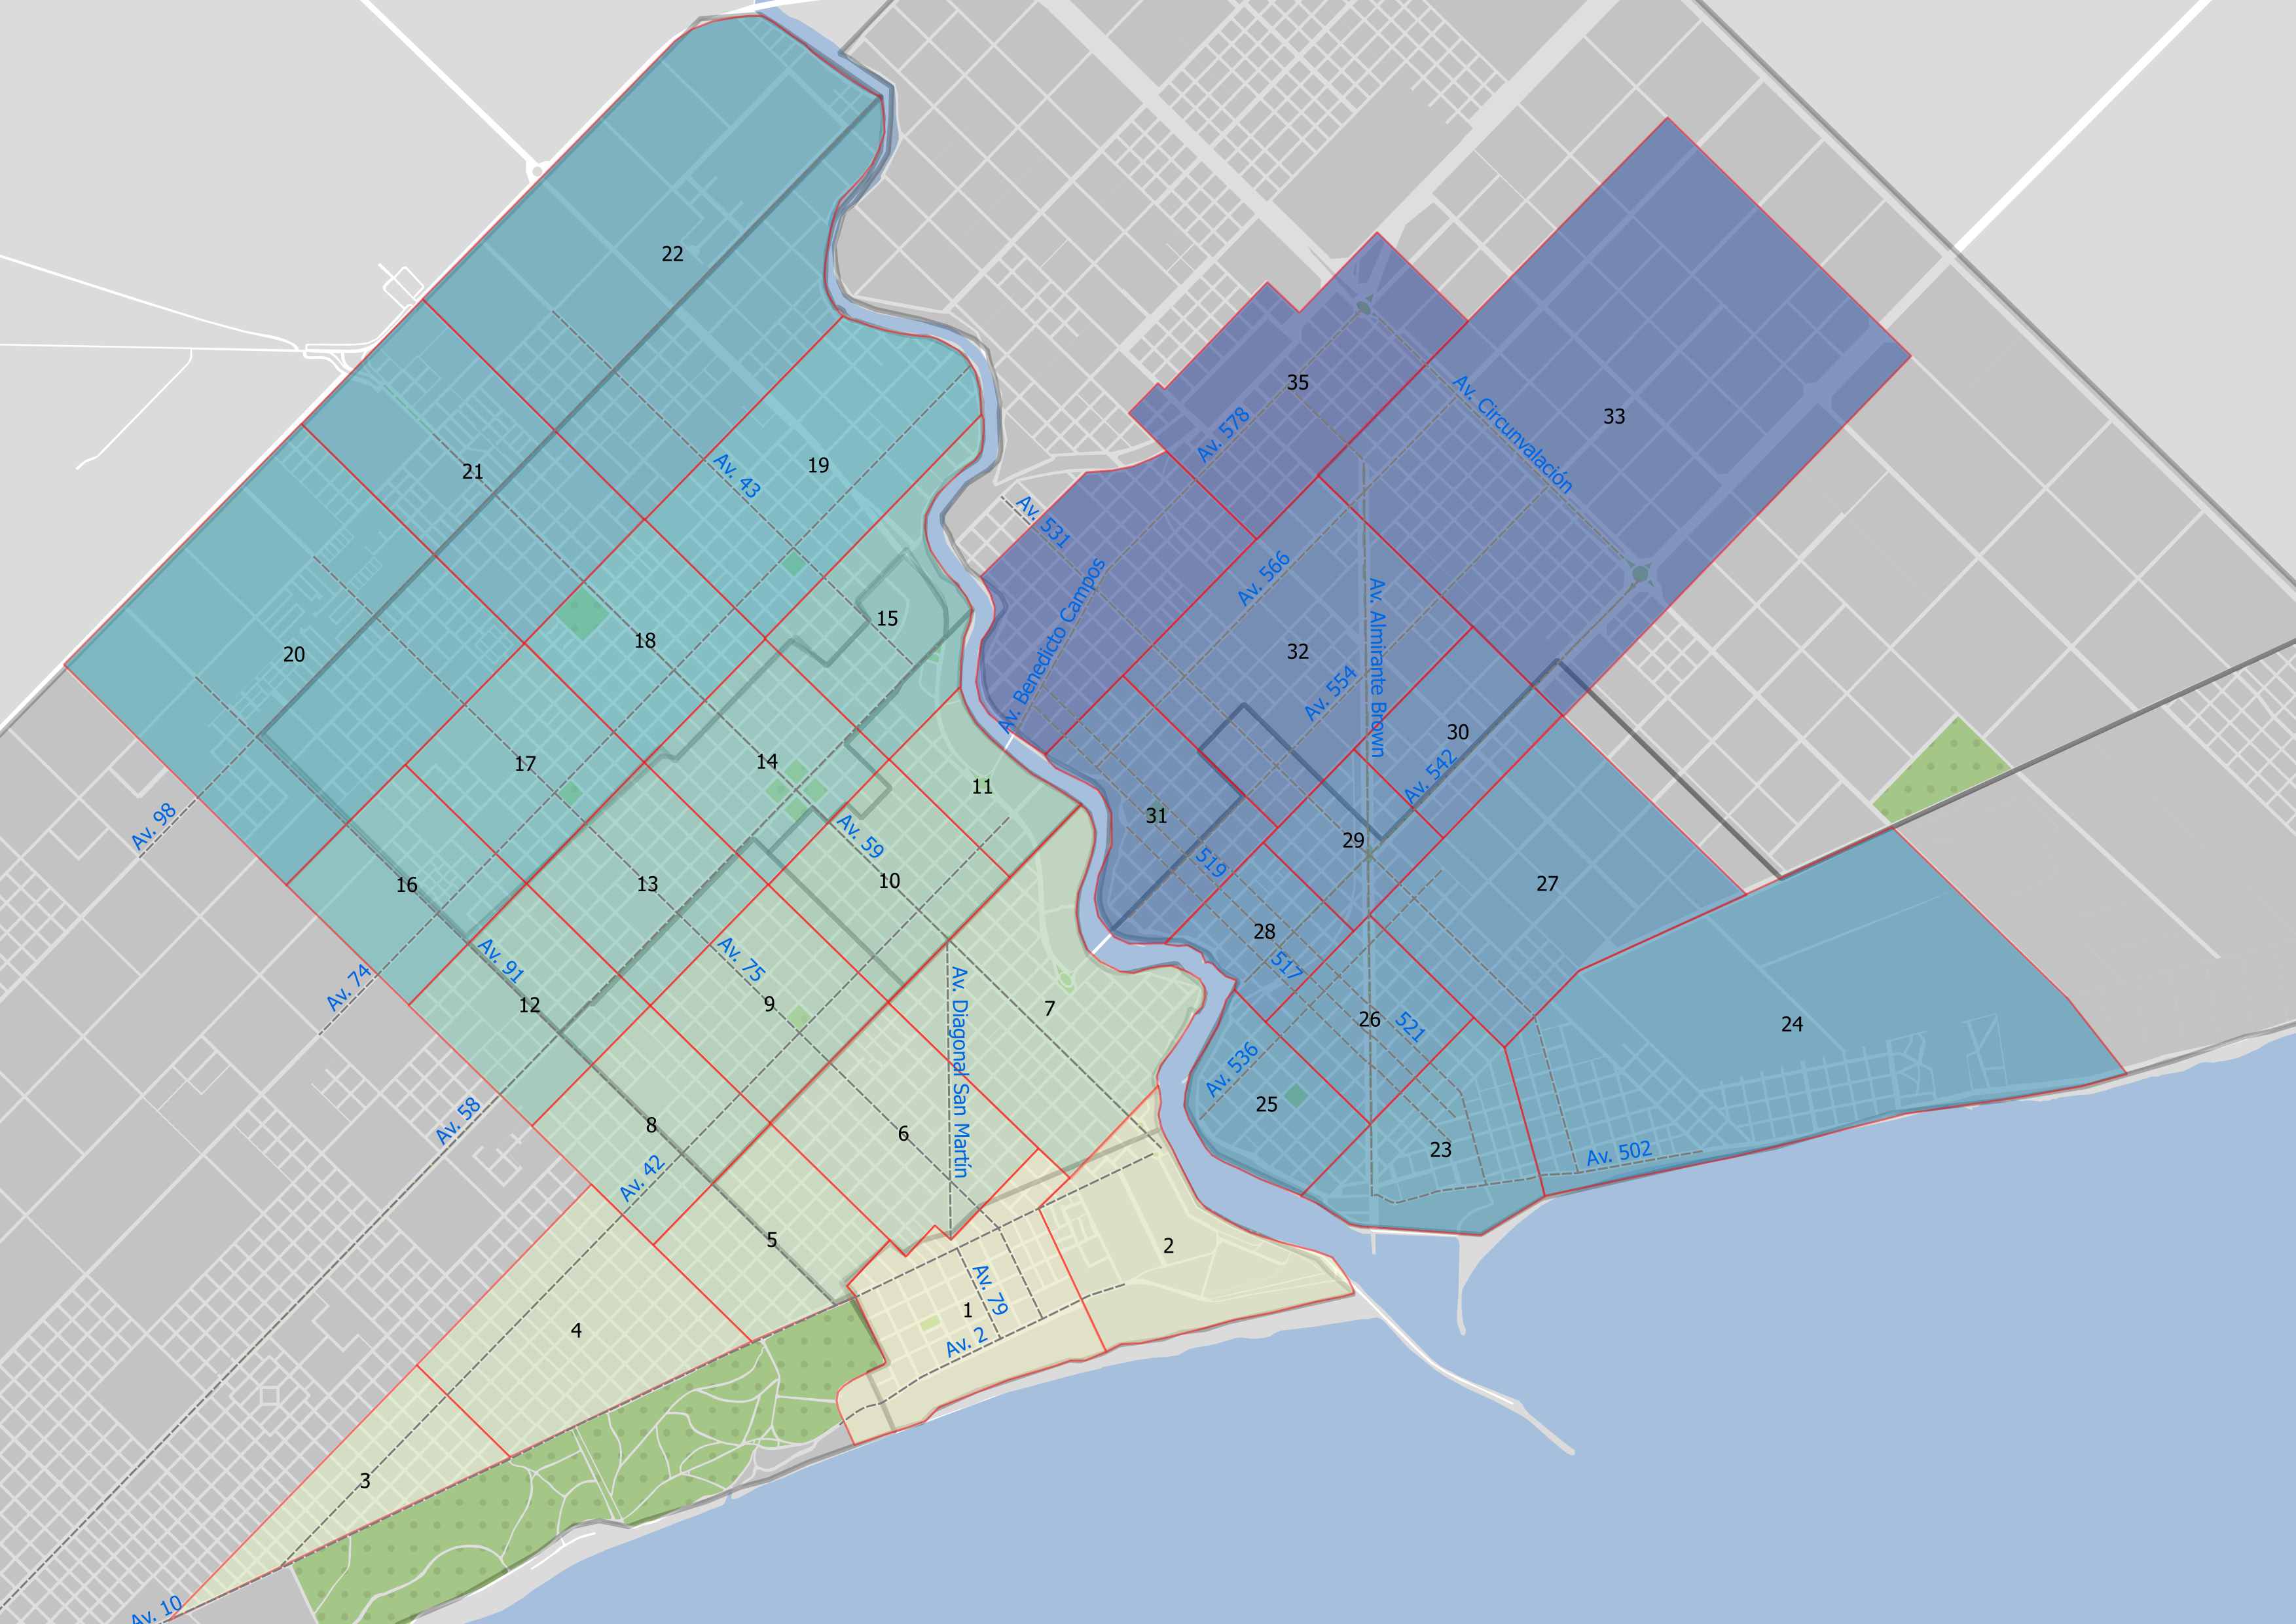 22
35
Av. Circunvalación
33
Av. 578
19
21
Av. 43
Av. 531
Av. 566
Av. Benedicto Campos
15
18
20
32
Av. Almirante Brown
Av. 554
30
14
17
11
Av. 542
31
Av. 98
Av. 59
29
519
10
13
16
27
28
Av. 91
Av. 75
517
Av. 74
12
9
7
26
521
24
Av. Diagonal San Martín
Av. 536
25
Av. 58
8
6
23
Av. 502
Av. 42
5
2
Av. 79
1
4
Av. 2
3
Av. 10